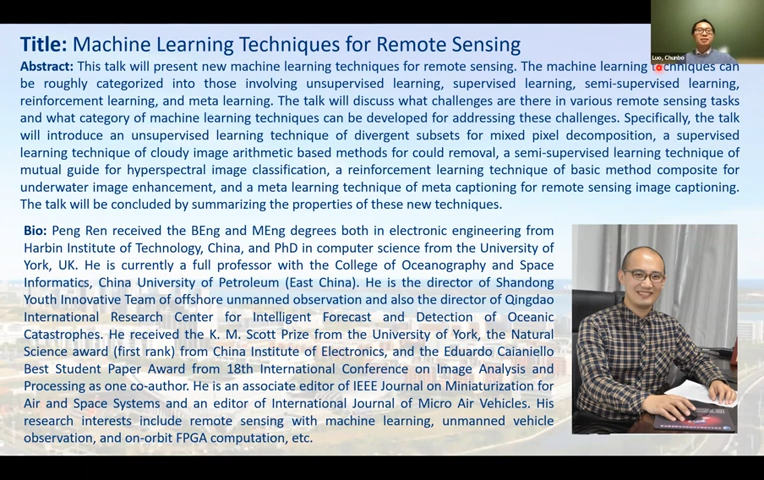 Title: Machine Learning Techniques for Remote Sensing
Luo, Chunbo
Abstract: This talk will present new machine learning techniques for remote sensing. The machine learning techniques can
be roughly categorized into those involving unsupervised learning, supervised learning, semi-supervised learning,
reinforcement learning, and meta learning. The talk will discuss what challenges are there in various remote sensing tasks
and what category of machine learning techniques can be developed for addressing these challenges. Specifically, the talk
will introduce an unsupervised learning technique of divergent subsets for mixed pixel decomposition, a supervised
learning technique of cloudy image arithmetic based methods for could removal, a semi-supervised learning technique of
mutual guide for hyperspectral image classification, a reinforcement learning technique of basic method composite for
underwater image enhancement, and a meta learning technique of meta captioning for remote sensing image captioning.
The talk will be concluded by summarizing the properties of these new techniques.
Bio: Peng Ren received the BEng and MEng degrees both in electronic engineering from
Harbin Institute of Technology, China, and PhD in computer science from the University of
York, UK. He is currently a full professor with the College of Oceanography and Space
Informatics, China University of Petroleum (East China). He is the director of Shandong
Youth Innovative Team of offshore unmanned observation and also the director of Qingdao
International Research Center for Intelligent Forecast and Detection of Oceanic
Catastrophes. He received the K. M. Scott Prize from the University of York, the Natural
Science award (first rank) from China Institute of Electronics, and the Eduardo Caianiello
Best Student Paper Award from 18th International Conference on Image Analysis and
Processing as one co-author. He is an associate editor of IEEE Journal on Miniaturization for
Air and Space Systems and an editor of International Journal of Micro Air Vehicles. His
research interests include remote sensing with machine learning, unmanned vehicle
observation, and on-orbit FPGA computation, etc.